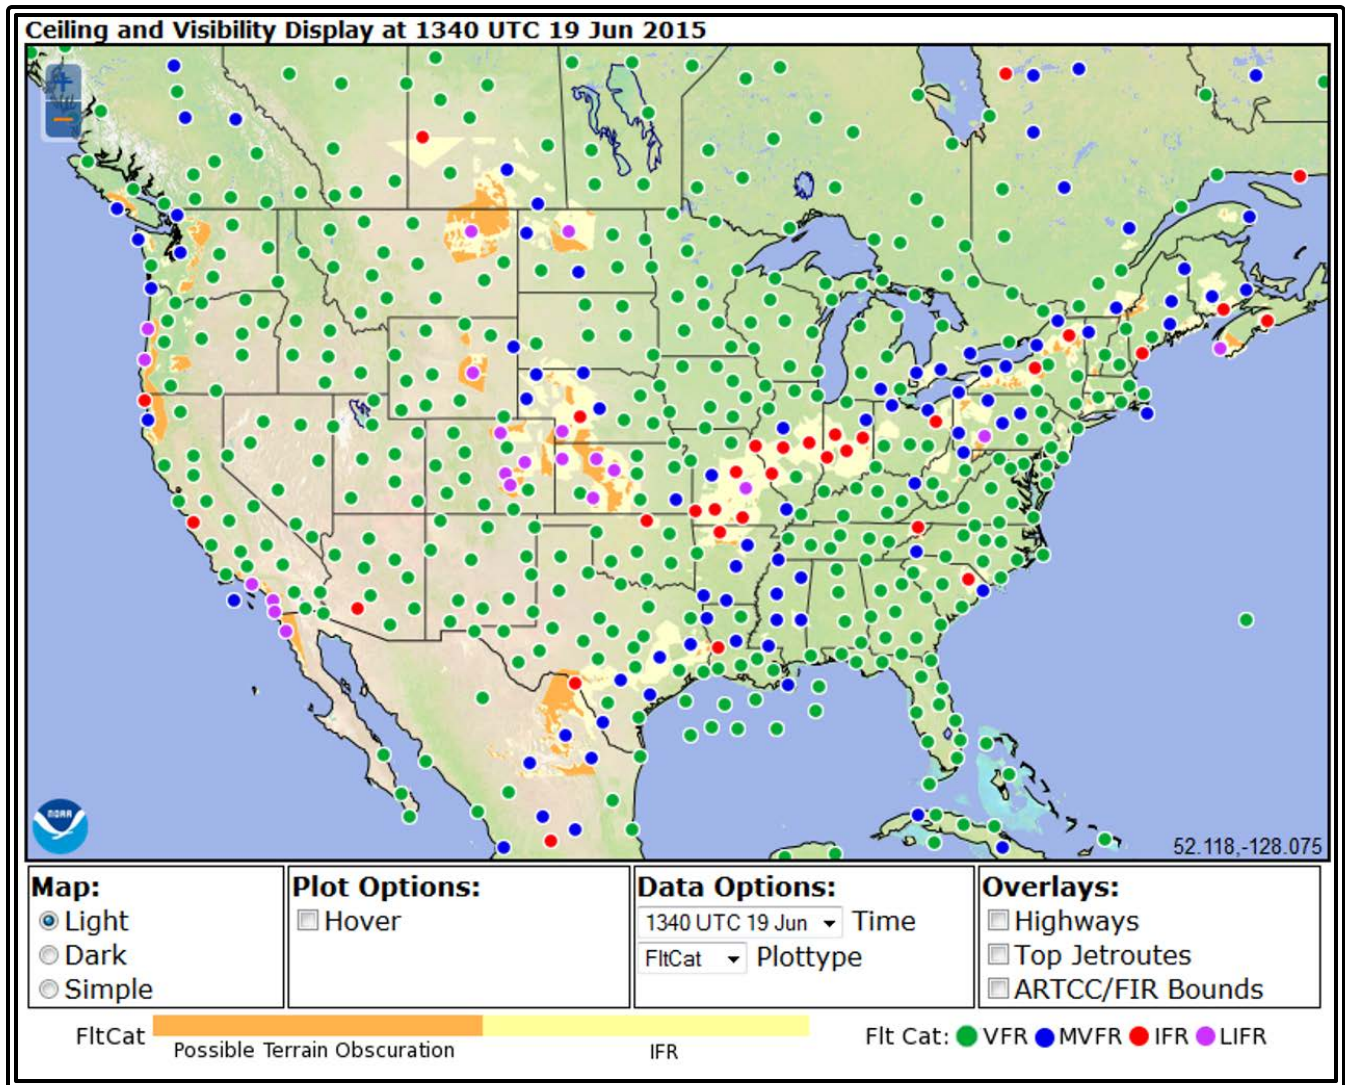 Ceiling and Visibility Display at 1340 UTC 19 Jun 2015
+
−
NOAA
52.118,-128.075
Map:
Light
Dark
Simple
Plot Options:
Hover
Data Options:
1340 UTC 19 Jun Time
FltCat Plottype
Overlays:
Highways
Top Jetroutes
ARTCC/FIR Bounds
FltCat
Possible Terrain Obscuration
IFR
Flt Cat: VFR MVFR IFR LIFR